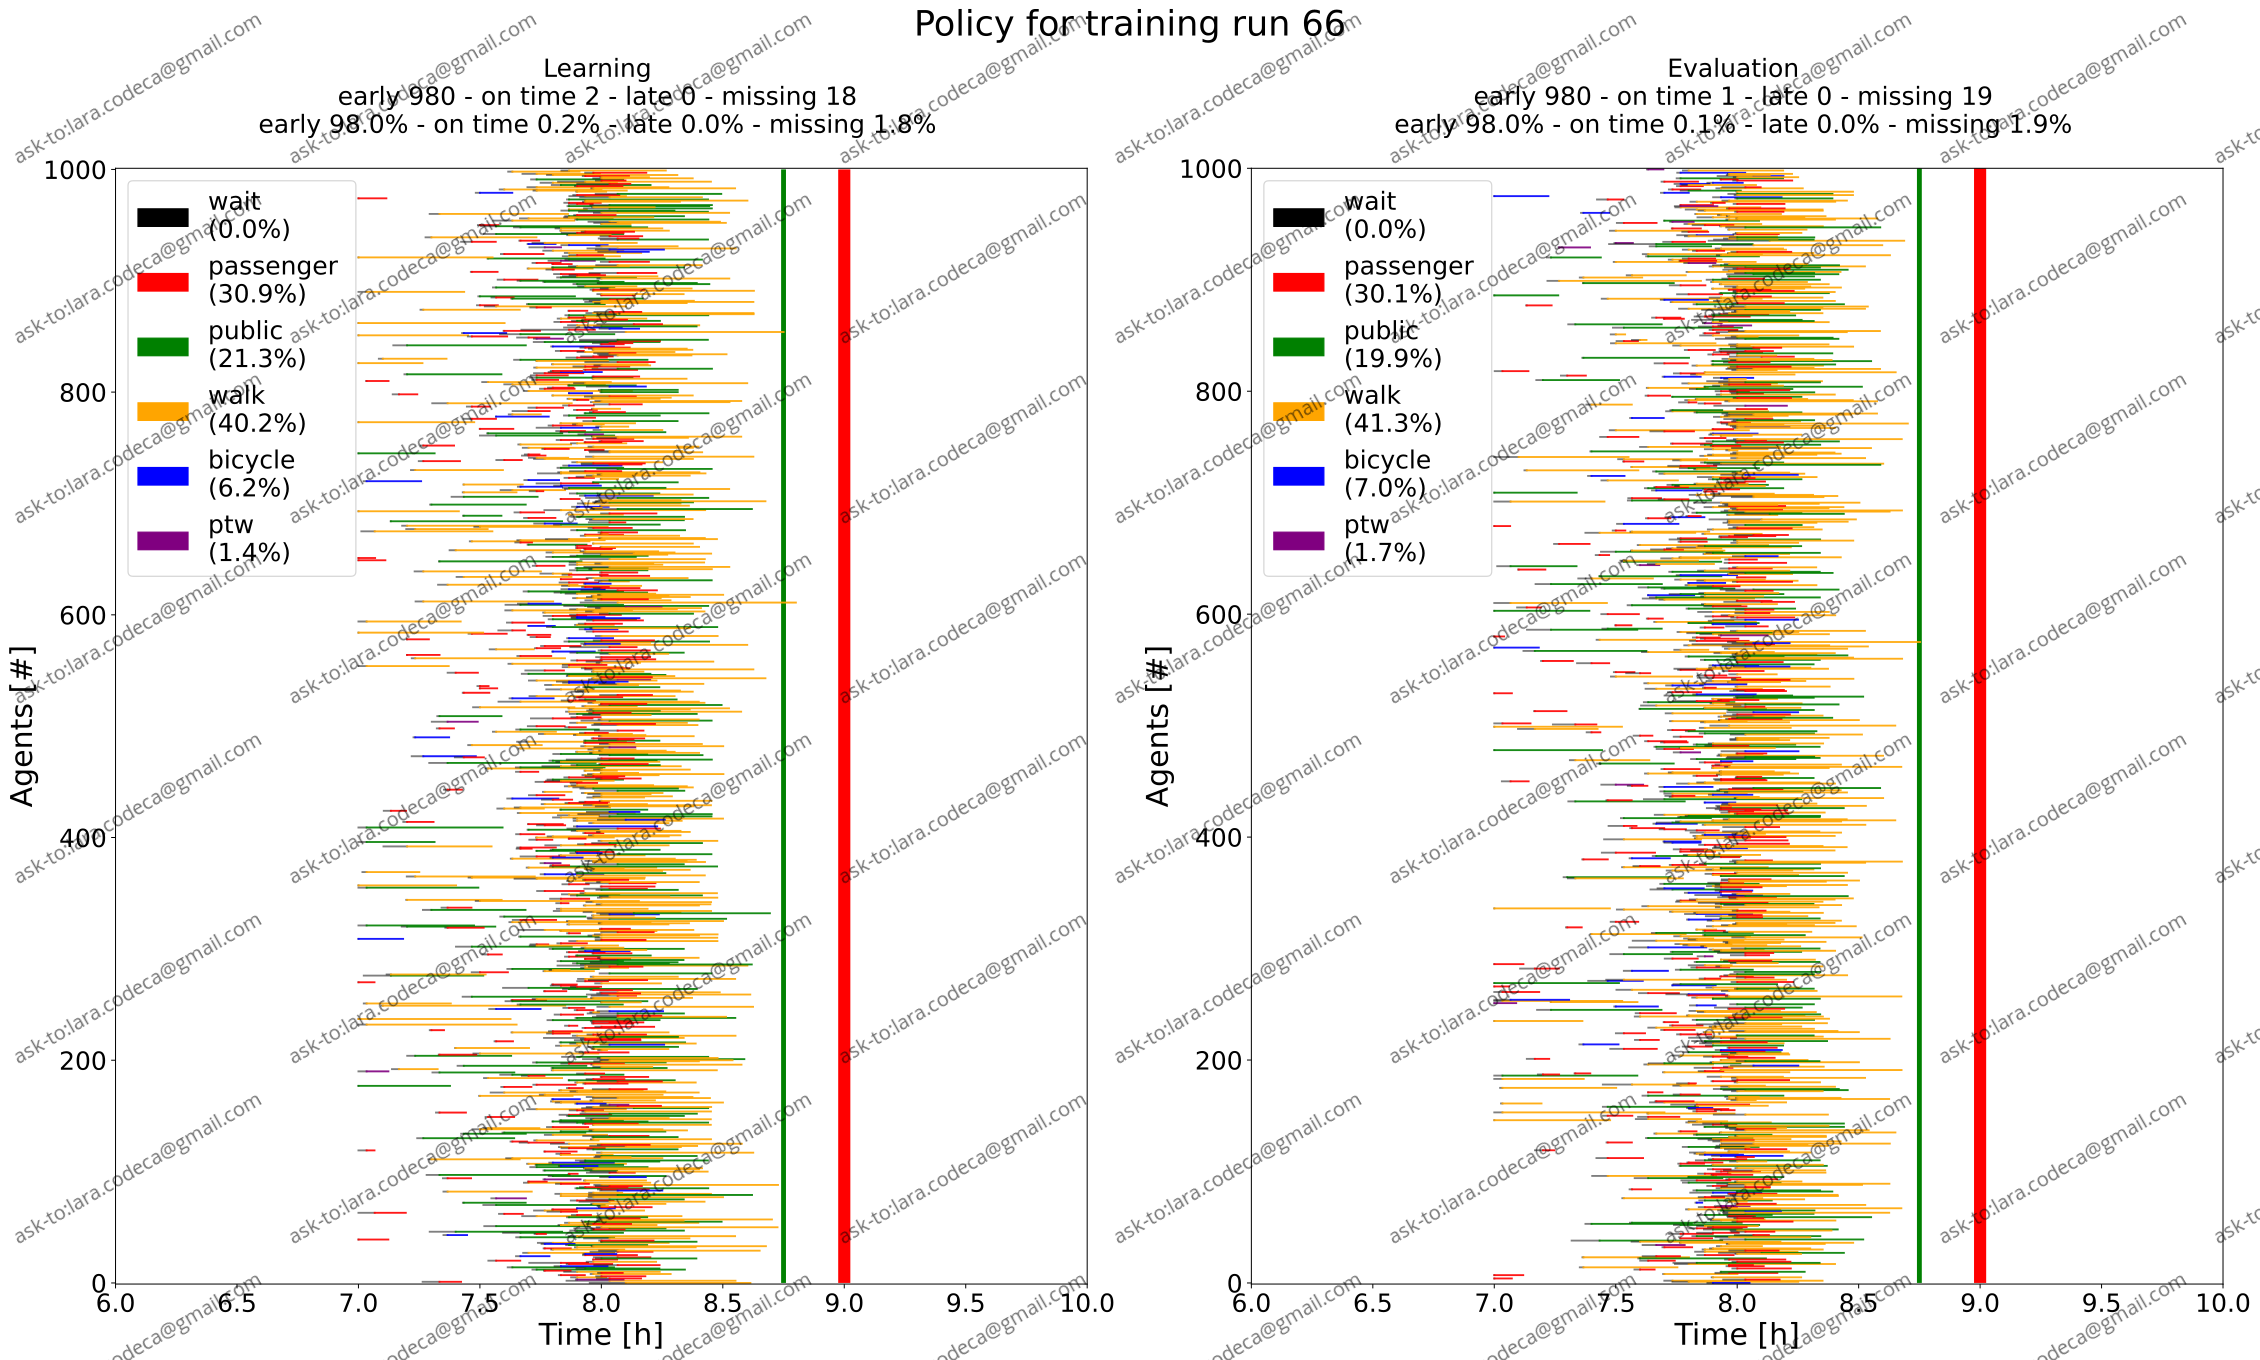 Policy for training run 66
Learning
early 980 - on time 2 - late 0 - missing 18
early 98.0% - on time 0.2% - late 0.0% - missing 1.8%
1000
800
600
400
200
0
Agents [#]
wait
(0.0%)
passenger
(30.9%)
public
(21.3%)
walk
(40.2%)
bicycle
(6.2%)
ptw
(1.4%)
6.0 6.5 7.0 7.5 8.0 8.5 9.0 9.5 10.0
Time [h]
Evaluation
early 980 - on time 1 - late 0 - missing 19
early 98.0% - on time 0.1% - late 0.0% - missing 1.9%
1000
800
600
400
200
0
Agents [#]
wait
(0.0%)
passenger
(30.1%)
public
(19.9%)
walk
(41.3%)
bicycle
(7.0%)
ptw
(1.7%)
6.0 6.5 7.0 7.5 8.0 8.5 9.0 9.5 10.0
Time [h]
ask-to:lara.codeca@gmail.com